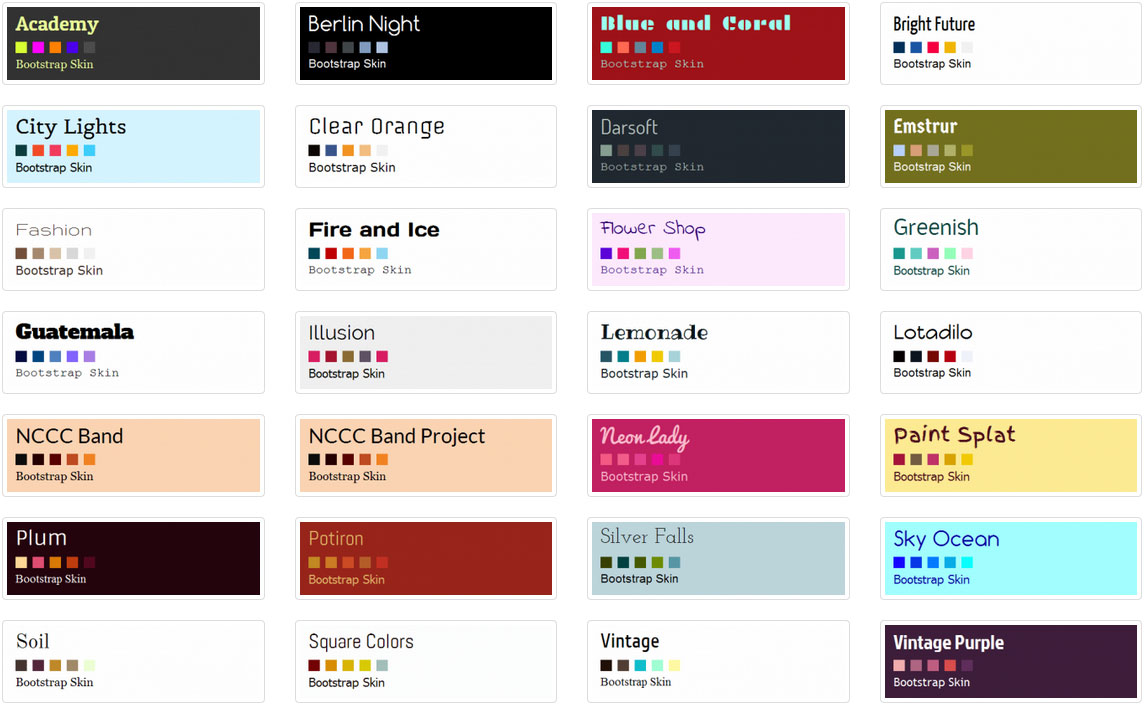 Academy
Bootstrap Skin
Berlin Night
Bootstrap Skin
Blue and Coral
Bootstrap Skin
Bright Future
Bootstrap Skin
City Lights
Bootstrap Skin
Clear Orange
Bootstrap Skin
Darsoft
Bootstrap Skin
Emstrur
Bootstrap Skin
Fashion
Bootstrap Skin
Fire and Ice
Bootstrap Skin
Flower Shop
Bootstrap Skin
Greenish
Bootstrap Skin
Guatemala
Bootstrap Skin
Illusion
Bootstrap Skin
Lemonade
Bootstrap Skin
Lotadilo
Bootstrap Skin
NCCC Band
Bootstrap Skin
NCCC Band Project
Bootstrap Skin
Neon Lady
Bootstrap Skin
Paint Splat
Bootstrap Skin
Plum
Bootstrap Skin
Potiron
Bootstrap Skin
Silver Falls
Bootstrap Skin
Sky Ocean
Bootstrap Skin
Soil
Bootstrap Skin
Square Colors
Bootstrap Skin
Vintage
Bootstrap Skin
Vintage Purple
Bootstrap Skin